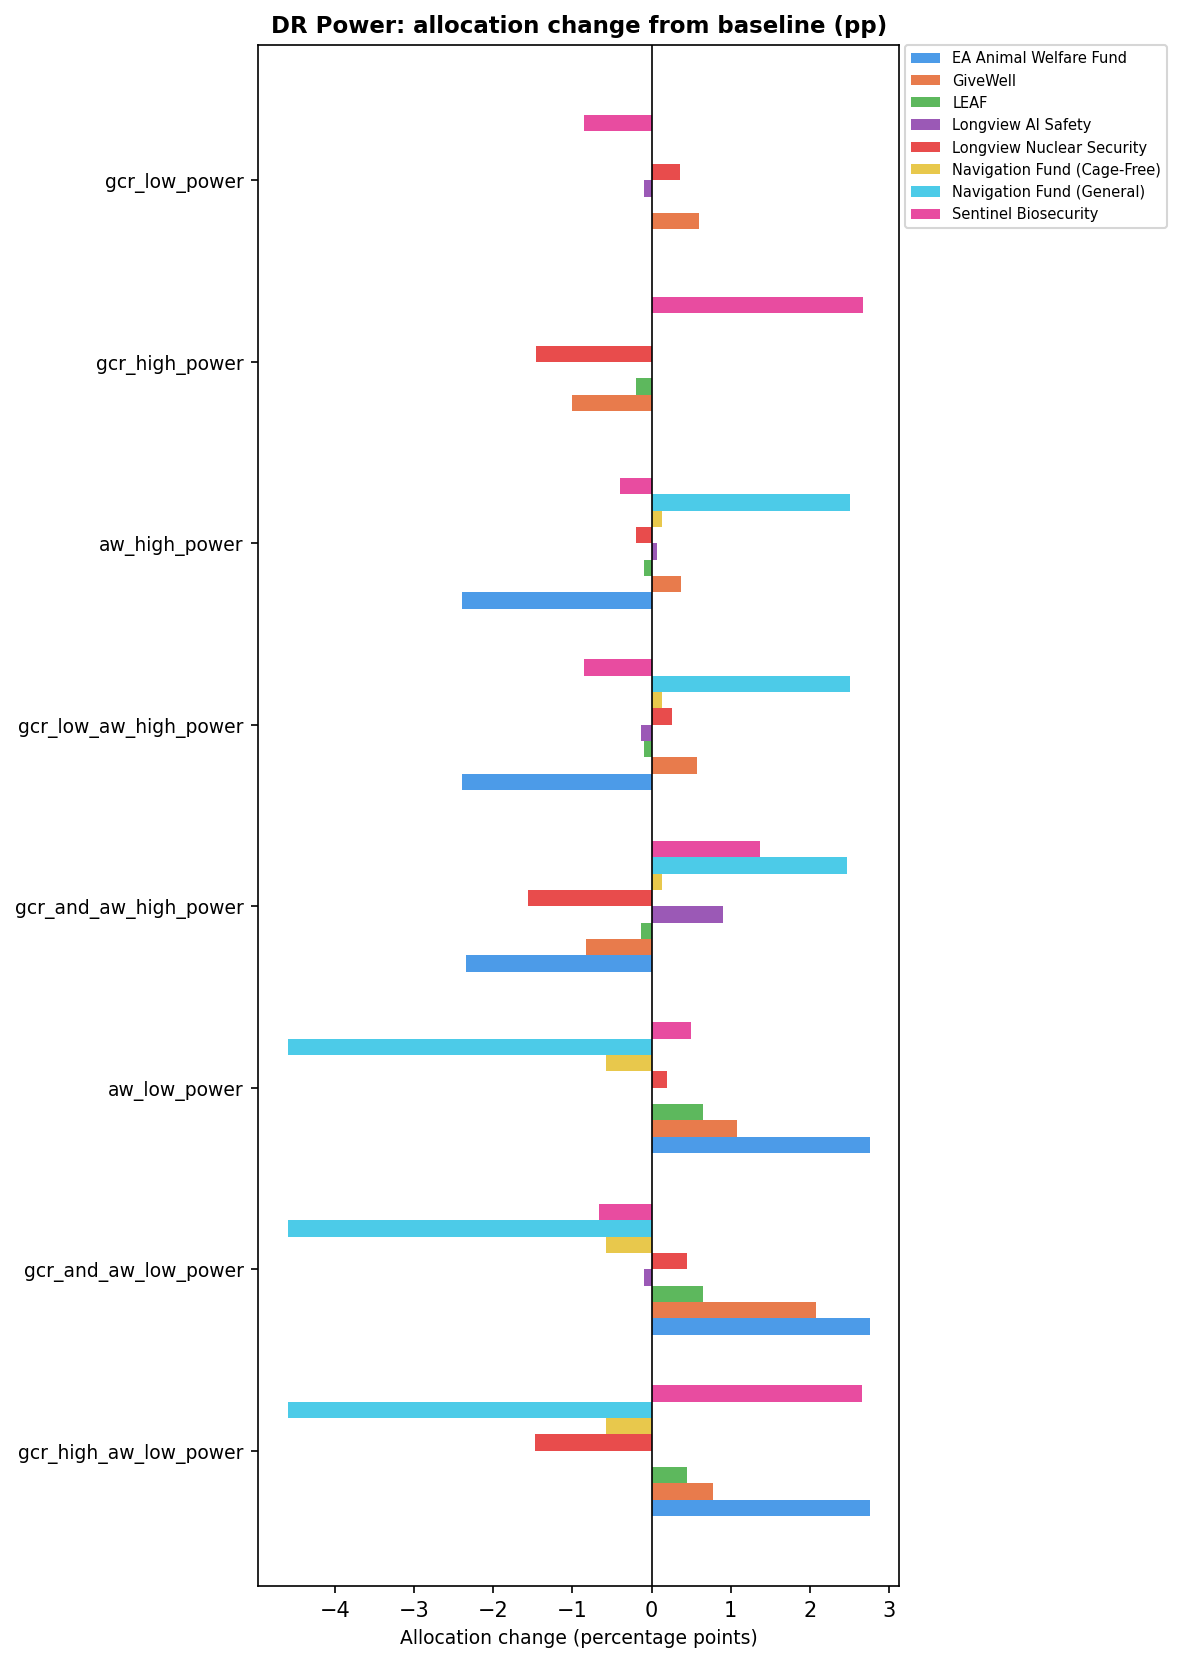 DR Power: allocation change from baseline (pp)
EA Animal Welfare Fund
GiveWell
LEAF
Longview AI Safety
Longview Nuclear Security
Navigation Fund (Cage-Free)
Navigation Fund (General)
Sentinel Biosecurity
gcr_low_power
gcr_high_power
aw_high_power
gcr_low_aw_high_power
gcr_and_aw_high_power
aw_low_power
gcr_and_aw_low_power
gcr_high_aw_low_power
−4 −3 −2 −1 0 1 2 3
Allocation change (percentage points)